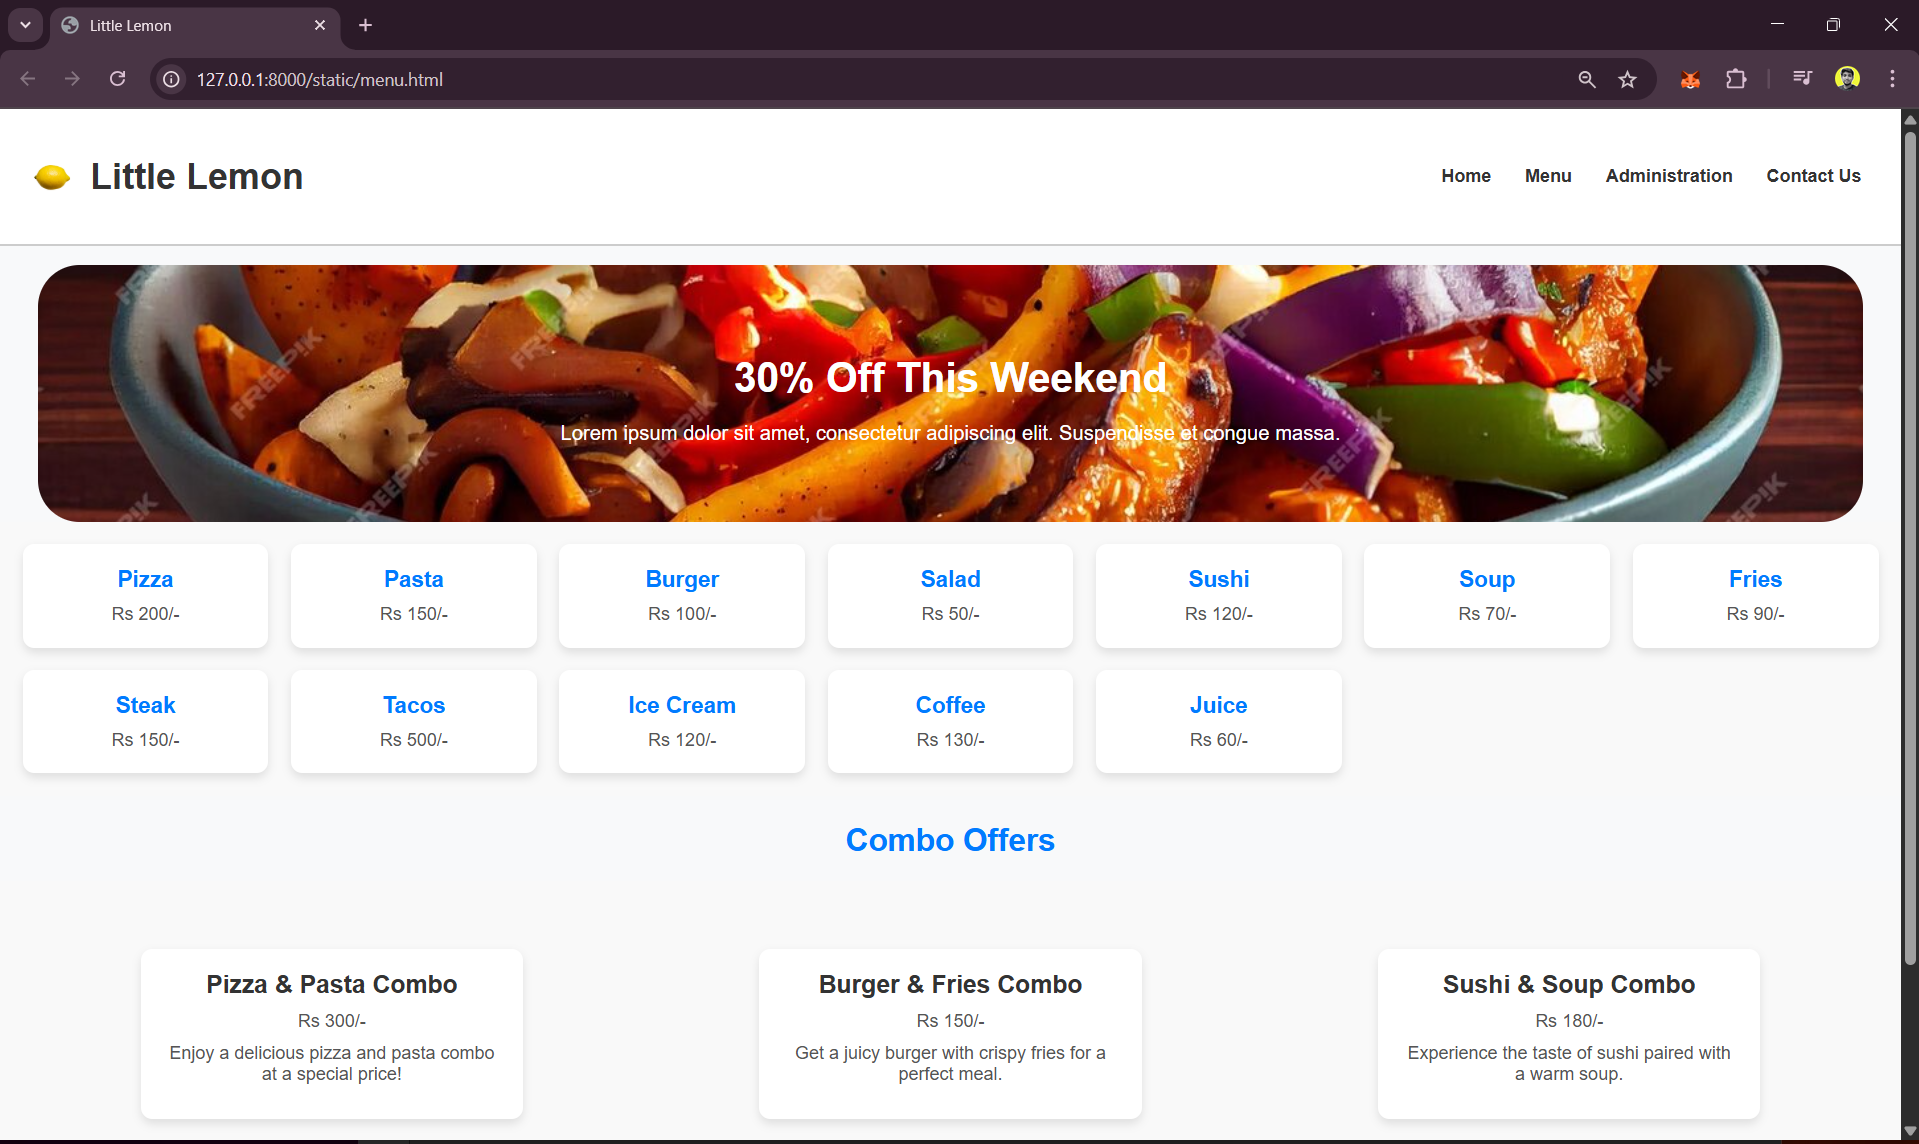 Little Lemon
127.0.0.1:8000/static/menu.html
Little Lemon
Home Menu Administration Contact Us
30% Off This Weekend
Lorem ipsum dolor sit amet, consectetur adipiscing elit. Suspendisse et congue massa.
FREEPIK
FREEPIK
FREEPIK
FREEPIK
FREEPIK
Pizza Pasta Burger Salad Sushi Soup Fries
Rs 200/- Rs 150/- Rs 100/- Rs 50/- Rs 120/- Rs 70/- Rs 90/-
Steak Tacos Ice Cream Coffee Juice
Rs 150/- Rs 500/- Rs 120/- Rs 130/- Rs 60/-
Combo Offers
Pizza & Pasta Combo
Rs 300/-
Enjoy a delicious pizza and pasta combo
at a special price!
Burger & Fries Combo
Rs 150/-
Get a juicy burger with crispy fries for a
perfect meal.
Sushi & Soup Combo
Rs 180/-
Experience the taste of sushi paired with
a warm soup.